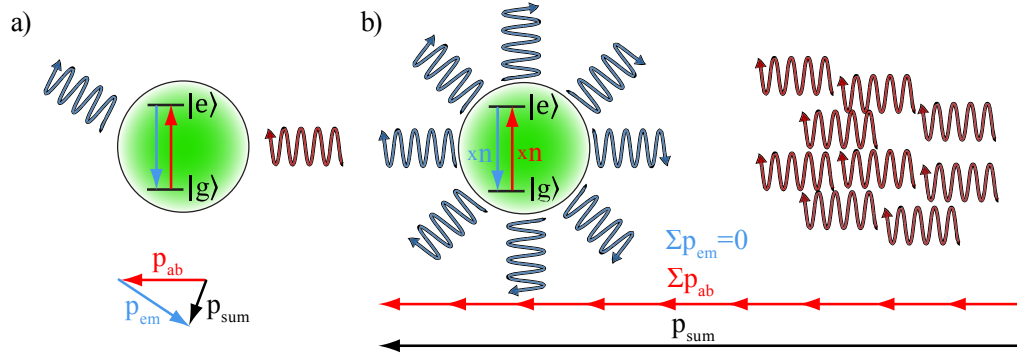 a)
|e⟩
|g⟩
p_ab
p_em
p_sum
b)
|e⟩
xn xn
|g⟩
Σp_em=0
Σp_ab
p_sum